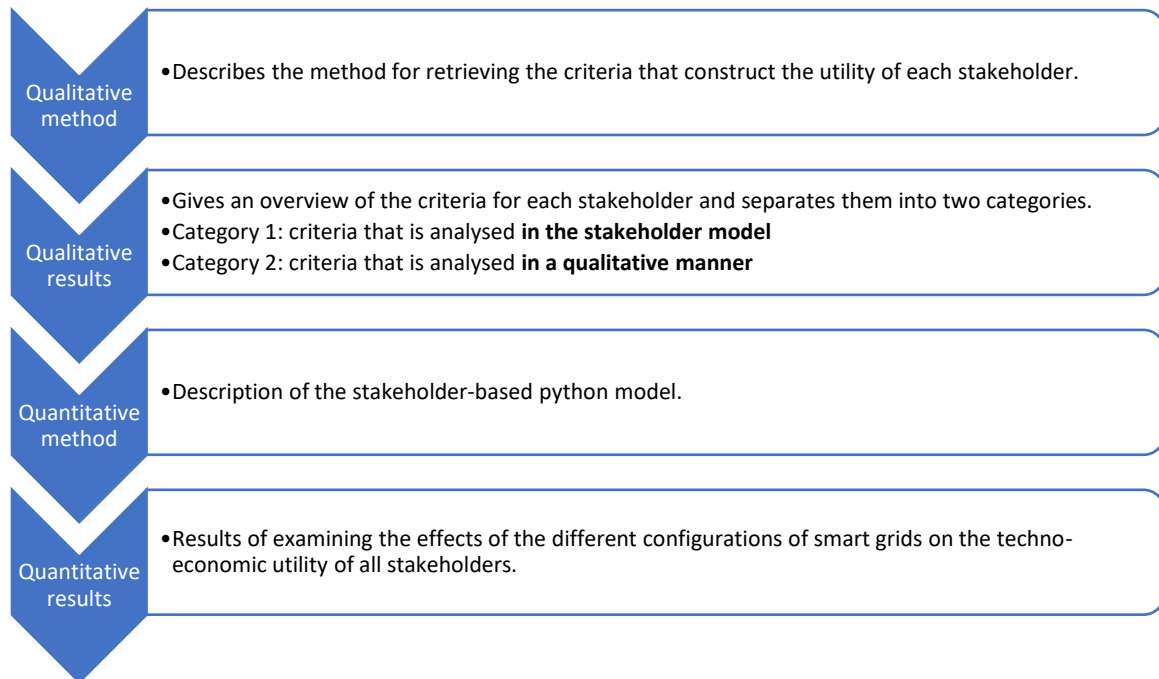 Qualitative
method
•Describes the method for retrieving the criteria that construct the utility of each stakeholder.
Qualitative
results
•Gives an overview of the criteria for each stakeholder and separates them into two categories.
•Category 1: criteria that is analysed in the stakeholder model
•Category 2: criteria that is analysed in a qualitative manner
Quantitative
method
•Description of the stakeholder-based python model.
Quantitative
results
•Results of examining the effects of the different configurations of smart grids on the techno-
economic utility of all stakeholders.